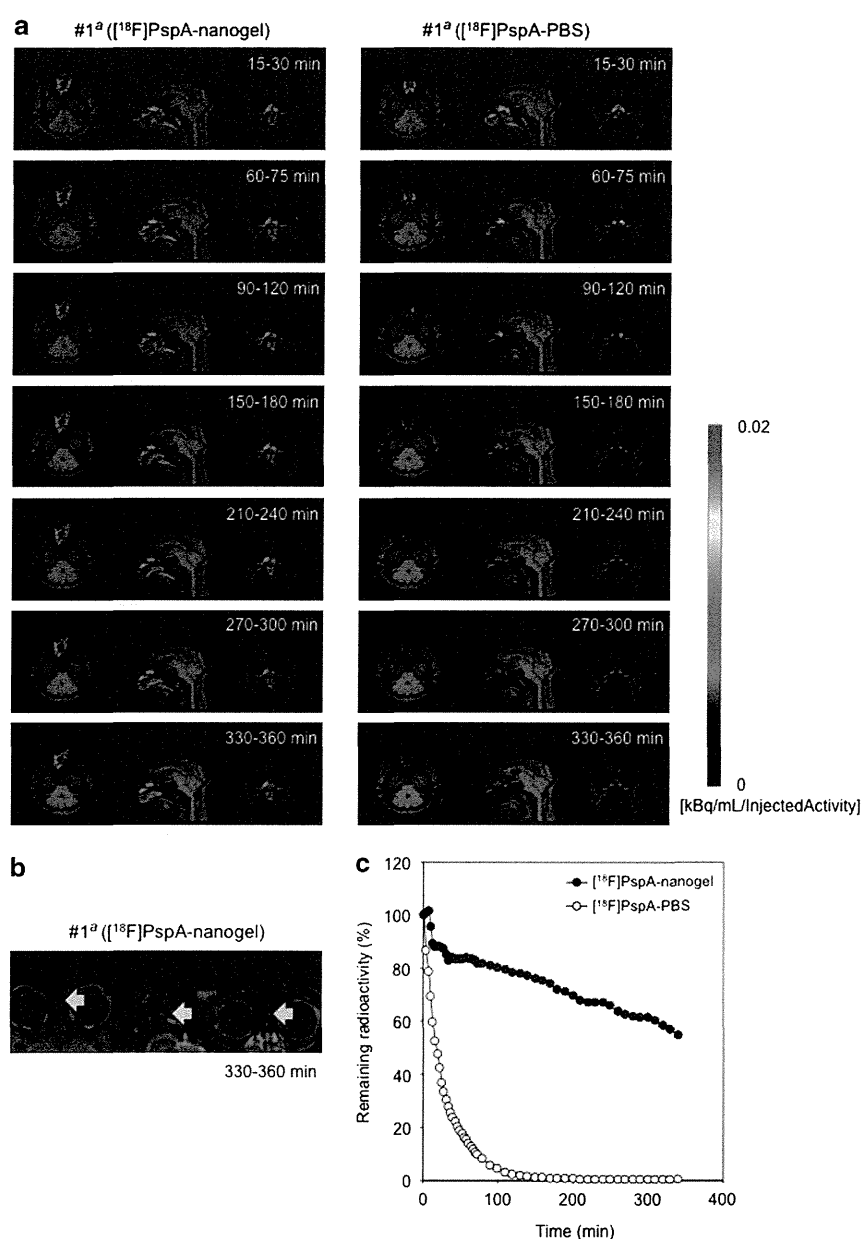 a
#1ᵃ ([¹⁸F]PspA-nanogel)
#1ᵃ ([¹⁸F]PspA-PBS)
15-30 min
15-30 min
60-75 min
60-75 min
90-120 min
90-120 min
150-180 min
150-180 min
210-240 min
210-240 min
270-300 min
270-300 min
330-360 min
330-360 min
0.02
0
[kBq/mL/InjectedActivity]
b
#1ᵃ ([¹⁸F]PspA-nanogel)
330-360 min
c
120
100
80
60
40
20
0
Remaining radioactivity (%)
[¹⁸F]PspA-nanogel
[¹⁸F]PspA-PBS
0
100
200
300
400
Time (min)